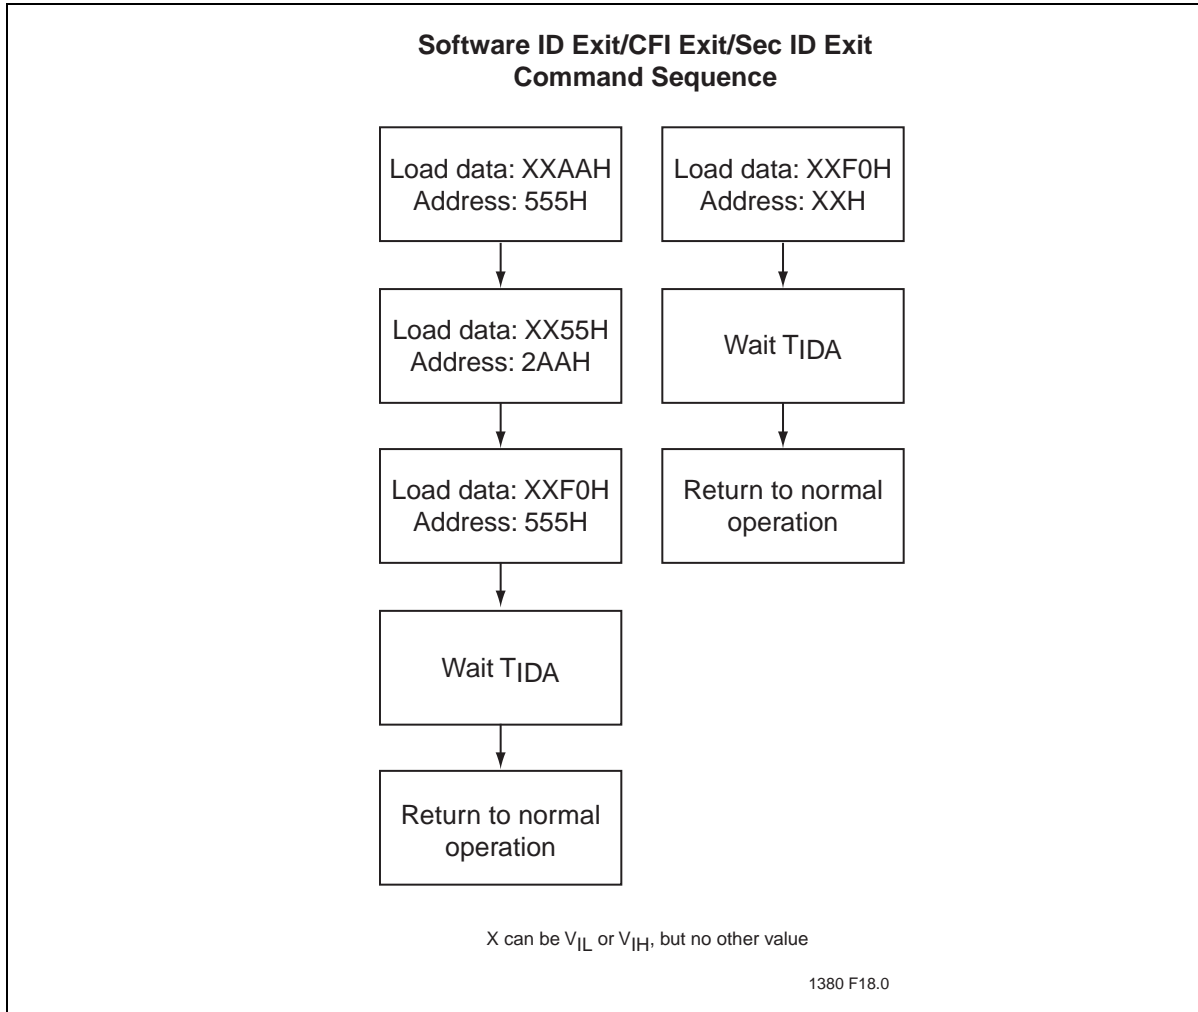 Software ID Exit/CFI Exit/Sec ID Exit
Command Sequence
Load data: XXAAH
Address: 555H
Load data: XX55H
Address: 2AAH
Load data: XXF0H
Address: 555H
Wait TIDA
Return to normal
operation
Load data: XXF0H
Address: XXH
Wait TIDA
Return to normal
operation
X can be VIL or VIH, but no other value
1380 F18.0